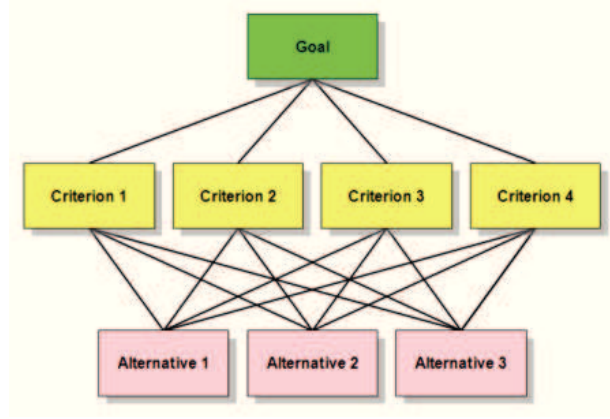 Goal
Criterion 1
Criterion 2
Criterion 3
Criterion 4
Alternative 1
Alternative 2
Alternative 3